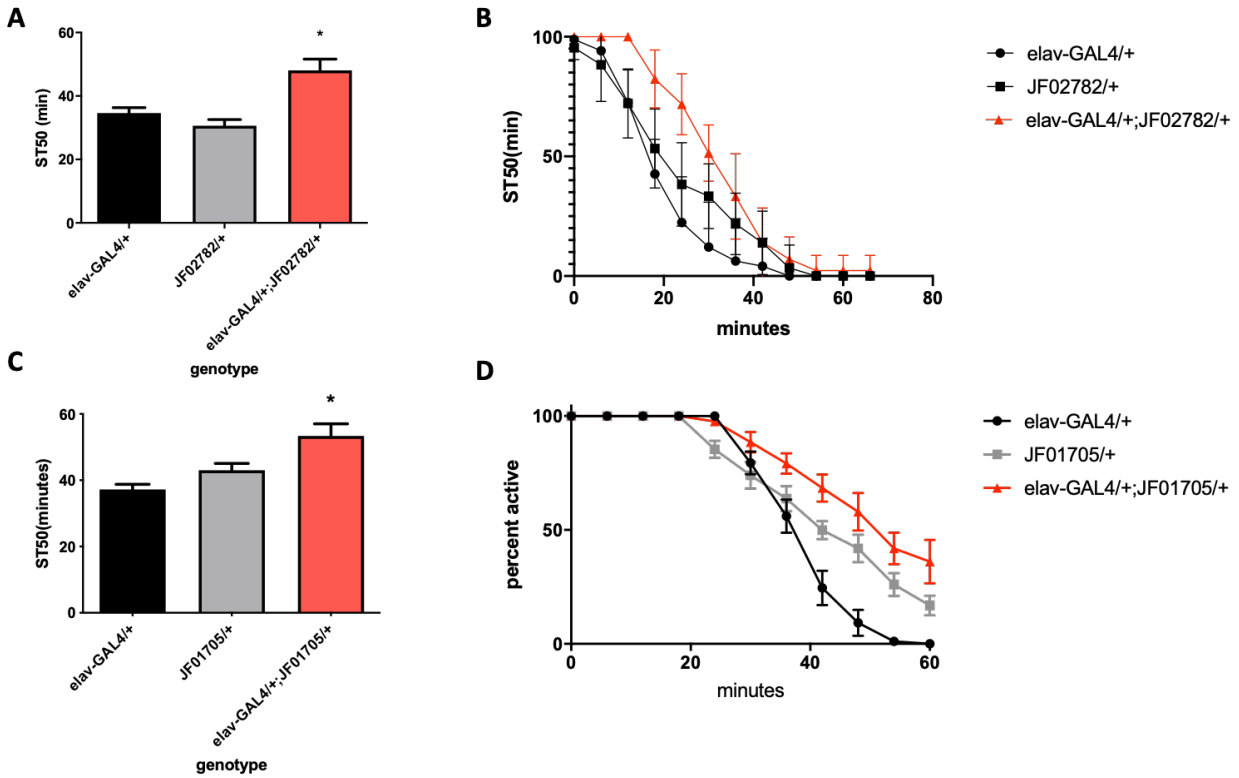 A
60
40
20
0
ST50 (min)
*
elav-GAL4/+
JF02782/+
elav-GAL4/+;JF02782/+
genotype
B
100
50
0
ST50(min)
0 20 40 60 80
minutes
elav-GAL4/+
JF02782/+
elav-GAL4/+;JF02782/+
C
60
40
20
0
ST50(minutes)
*
elav-GAL4/+
JF01705/+
elav-GAL4/+;JF01705/+
genotype
D
100
50
0
percent active
0 20 40 60
minutes
elav-GAL4/+
JF01705/+
elav-GAL4/+;JF01705/+